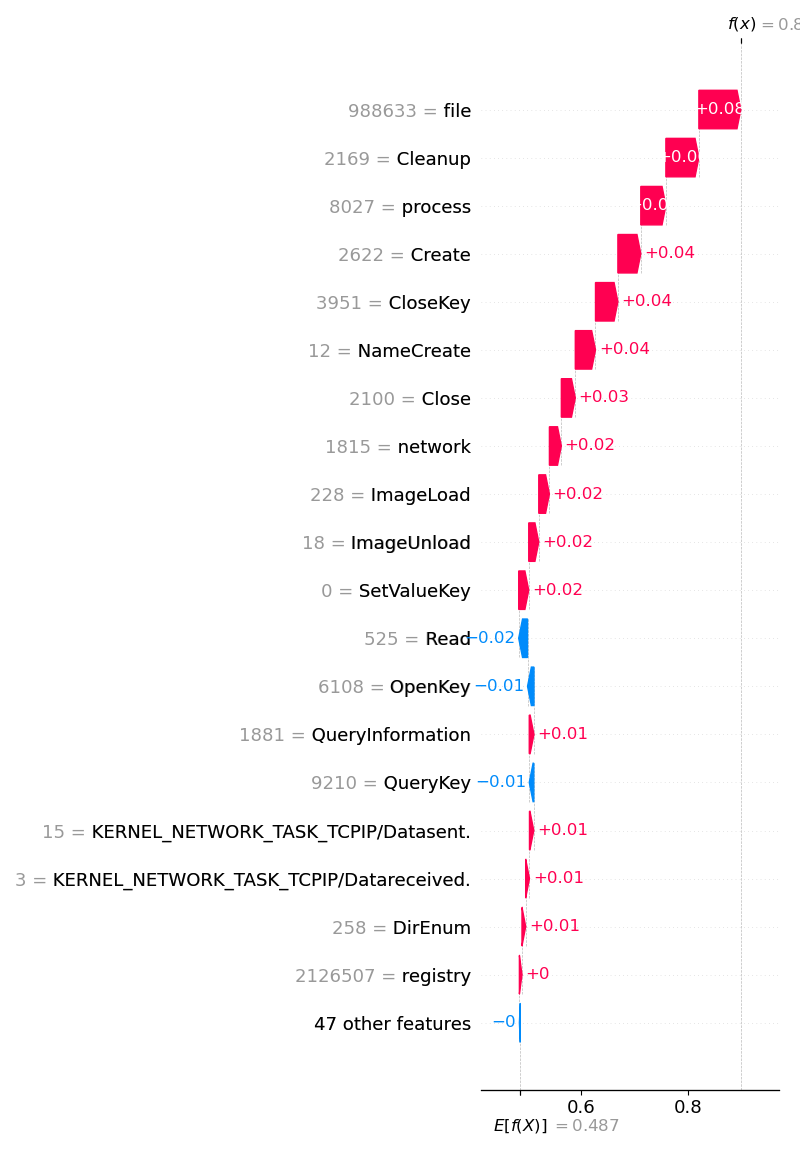 f(x) = 0.8
988633 = file
+0.08
2169 = Cleanup
+0.0
8027 = process
-0.0
2622 = Create
+0.04
3951 = CloseKey
+0.04
12 = NameCreate
+0.04
2100 = Close
+0.03
1815 = network
+0.02
228 = ImageLoad
+0.02
18 = ImageUnload
+0.02
0 = SetValueKey
+0.02
525 = Read
−0.02
6108 = OpenKey
−0.01
1881 = QueryInformation
+0.01
9210 = QueryKey
−0.01
15 = KERNEL_NETWORK_TASK_TCPIP/Datasent.
+0.01
3 = KERNEL_NETWORK_TASK_TCPIP/Datareceived.
+0.01
258 = DirEnum
+0.01
2126507 = registry
+0
47 other features
−0
0.6
0.8
E[f(X)] = 0.487